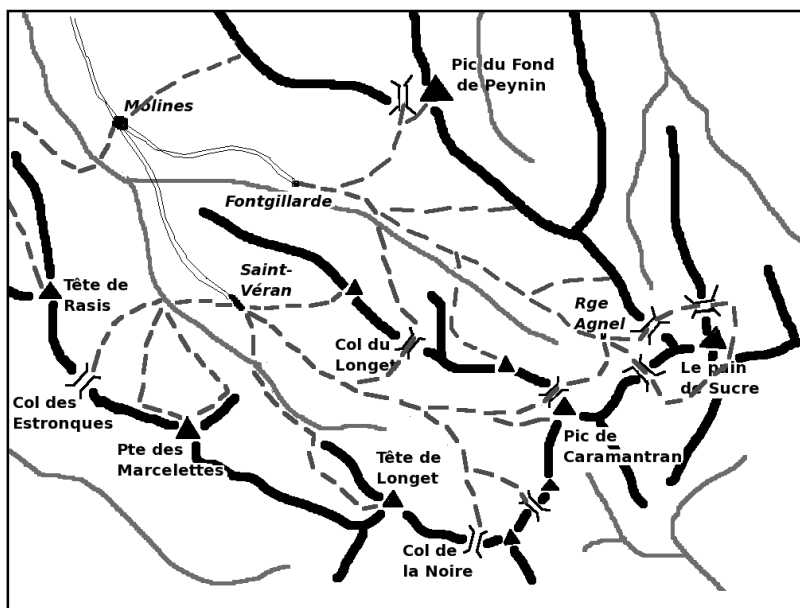 Pic du Fond
de Peynin
Molines
Fontgillarde
Saint-
Véran
Tête de
Rasis
Rge
Agnel
Col du
Longet
Le pain
de Sucre
Col des
Estronques
Pte des
Marcelettes
Pic de
Caramantran
Tête de
Longet
Col de
la Noire